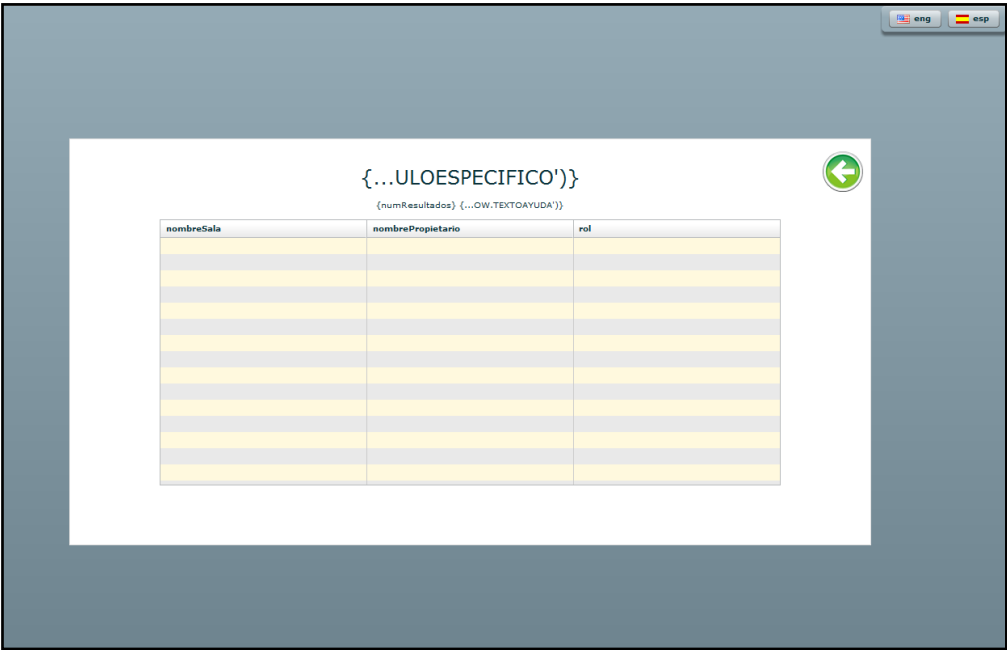 eng esp
{...ULOESPECIFICO')}
{numResultados} {...OW.TEXTOAYUDA')}
nombreSala nombrePropietario rol